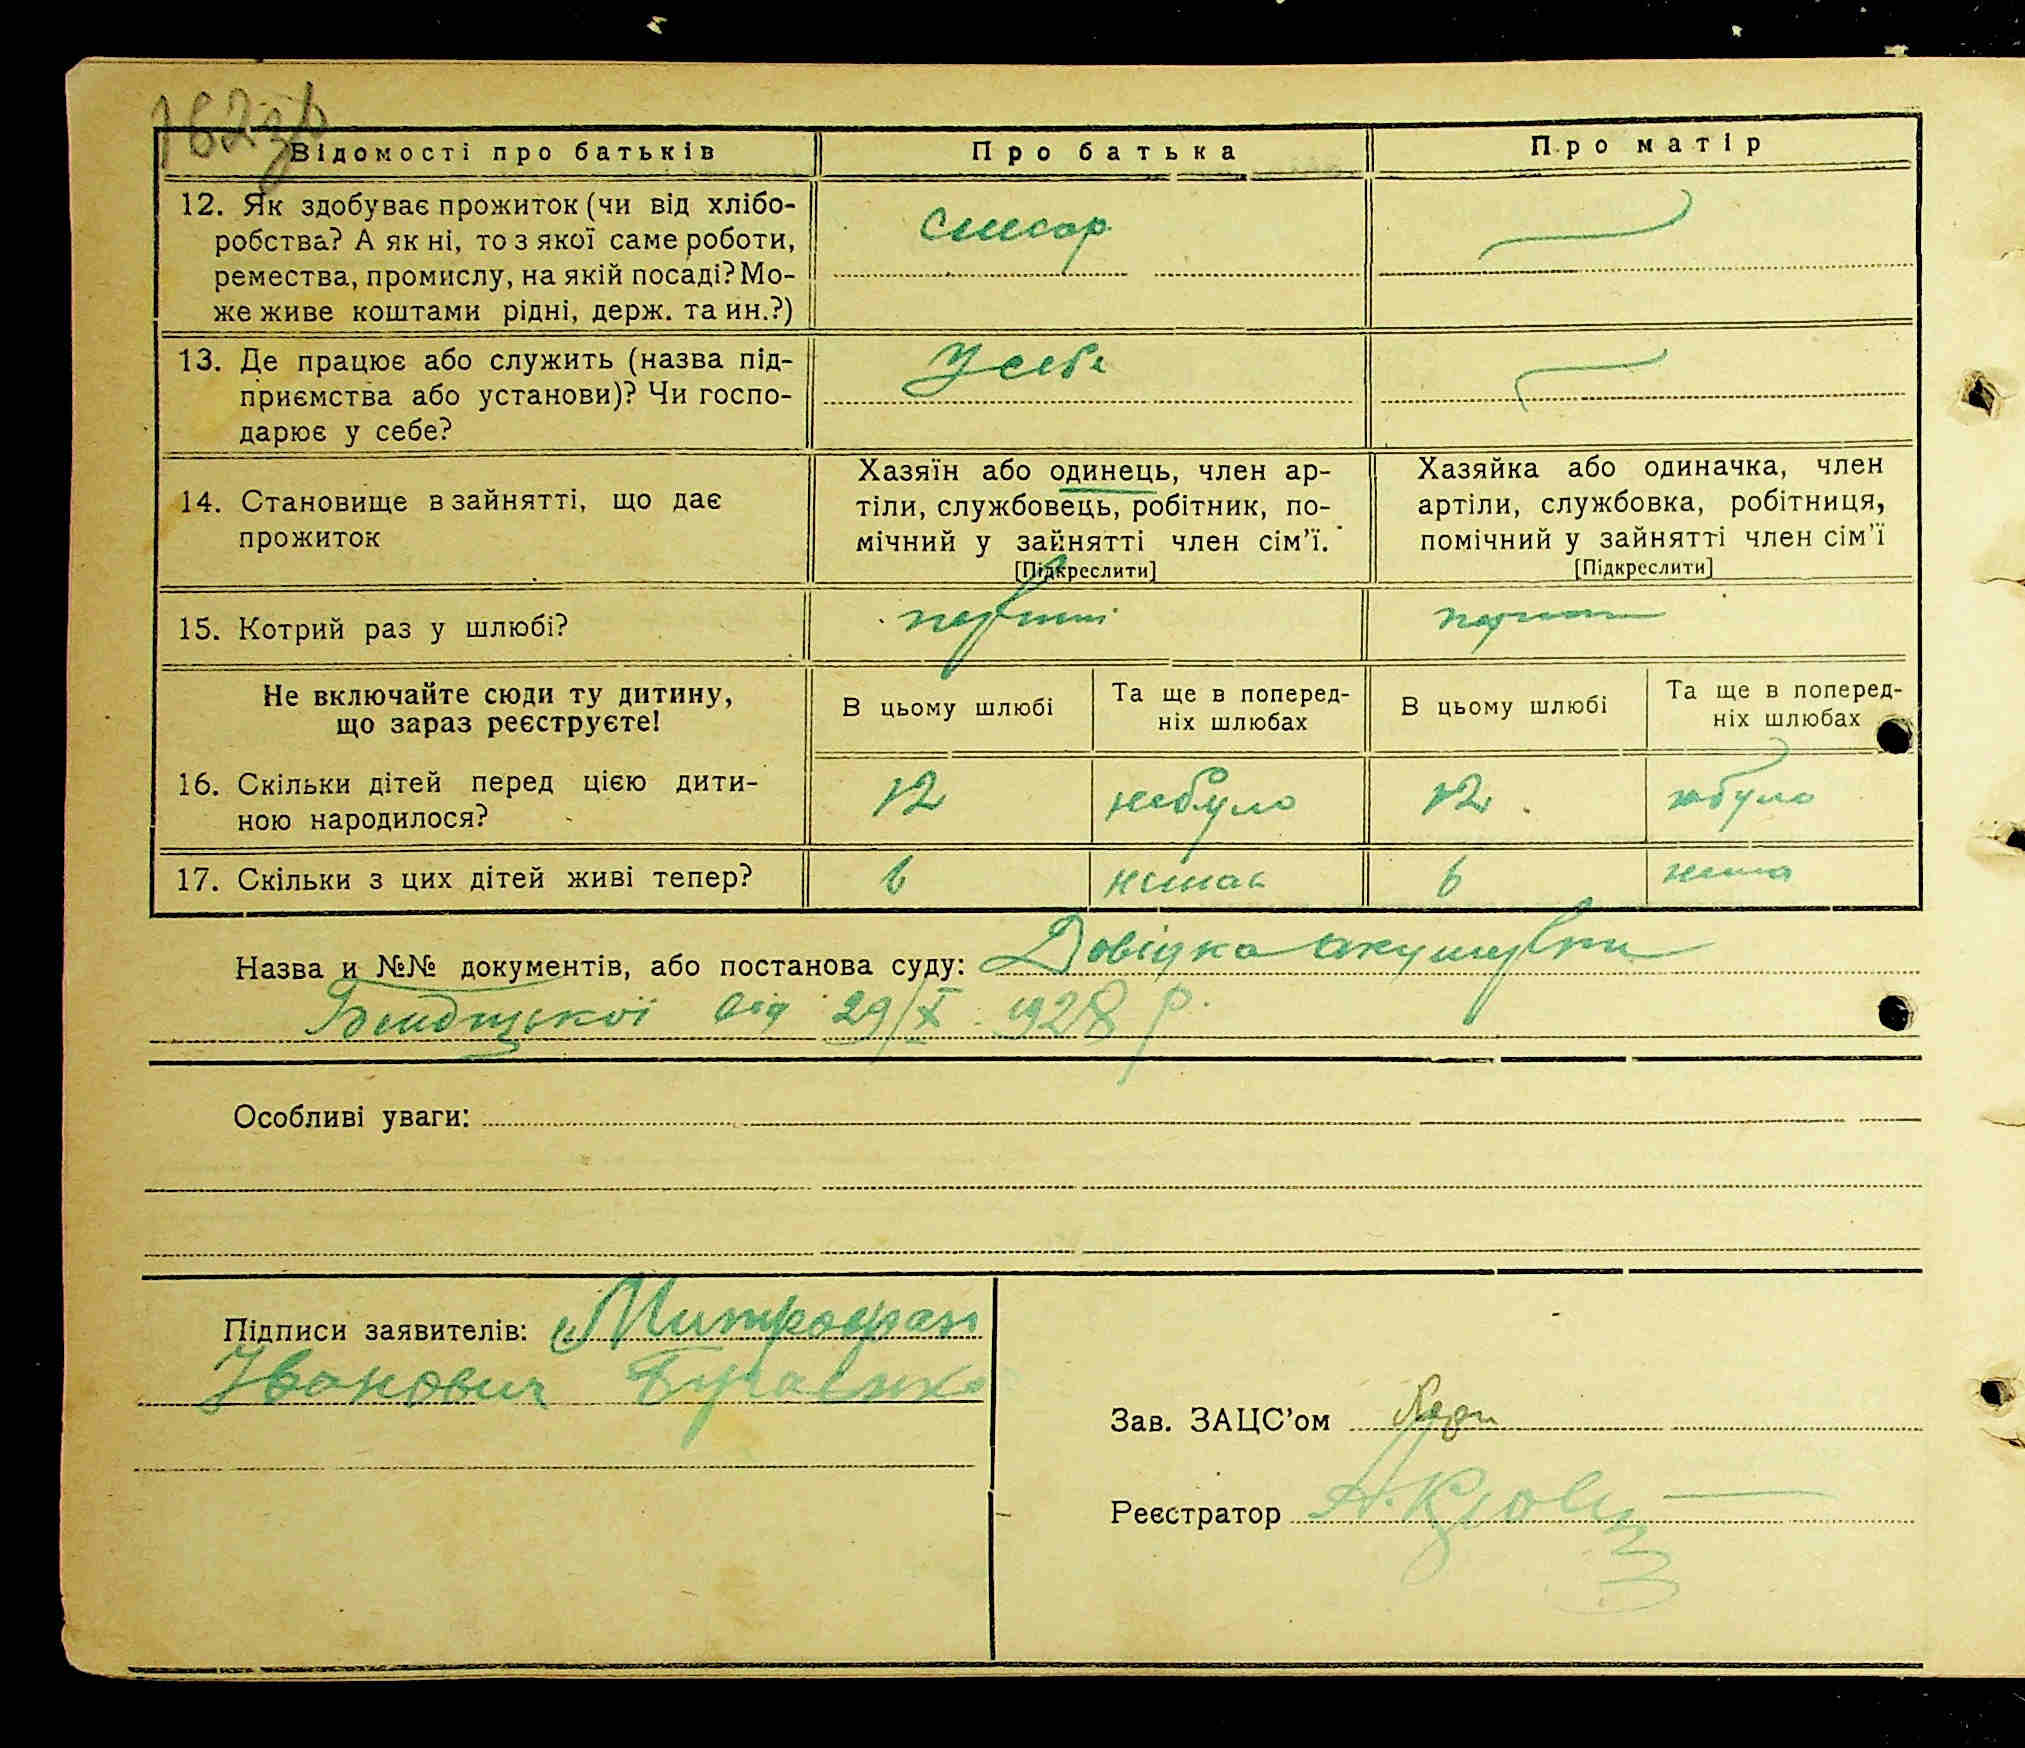 162зв
Відомості про батьків
Про батька
Про матір
12. Як здобуває прожиток (чи від хлібо-
робства? А як ні, то з якої саме роботи,
ремества, промислу, на якій посаді? Мо-
же живе коштами рідні, держ. та ин.?)
слюсар
13. Де працює або служить (назва під-
приємства або установи)? Чи госпо-
дарює у себе?
У себе
14. Становище в зайнятті, що дає
прожиток
Хазяїн або одинець, член ар-
тіли, службовець, робітник, по-
мічний у зайнятті член сім'ї.
[Підкреслити]
Хазяйка або одиначка, член
артіли, службовка, робітниця,
помічний у зайнятті член сім'ї
[Підкреслити]
15. Котрий раз у шлюбі?
Не включайте сюди ту дитину,
що зараз реєструєте!
В цьому шлюбі
Та ще в поперед-
ніх шлюбах
В цьому шлюбі
Та ще в поперед-
ніх шлюбах
16. Скільки дітей перед цією дити-
ною народилося?
12
небуло
12
небуло
17. Скільки з цих дітей живі тепер?
6
немає
6
нема
Назва и №№ документів, або постанова суду: Довідка акушерки
від 29/X 1928 р.
Особливі уваги:
Підписи заявителів: Митрофан
Іванович
Зав. ЗАЦС'ом
Реєстратор